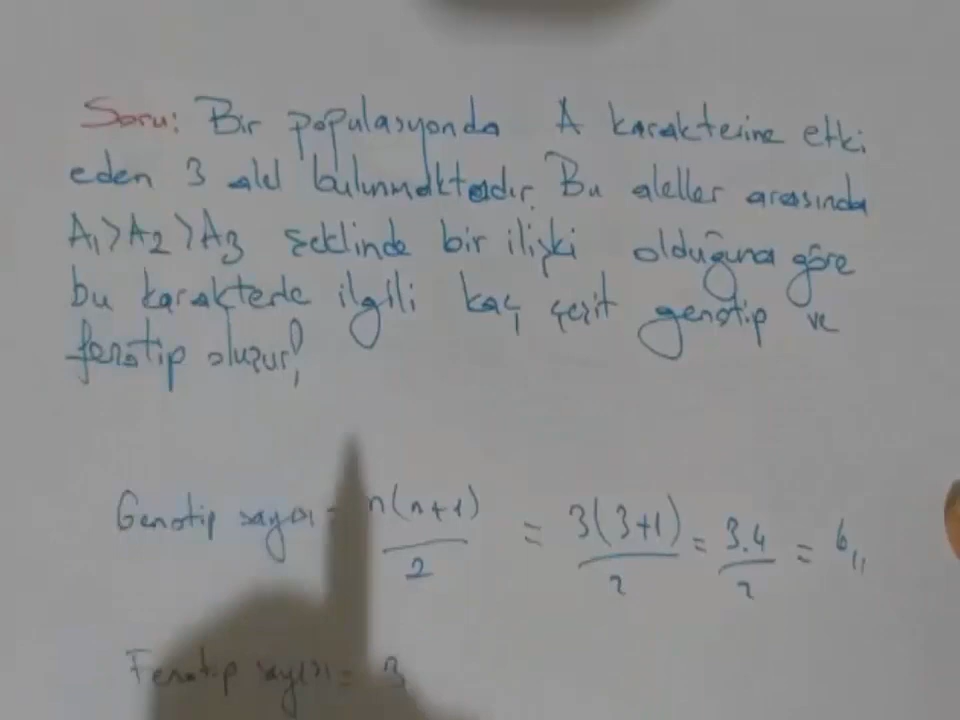 Soru: Bir populasyonda A karakterine etki
eden 3 alel bulunmaktadır. Bu aleller arasında
A₁>A₂>A₃ şeklinde bir ilişki olduğuna göre
bu karakterle ilgili kaç çeşit genotip ve
fenotip oluşur?
Genotip sayısı = n(n+1)/2 = 3(3+1)/2 = 3.4/2 = 6,,
Fenotip sayısı = 3